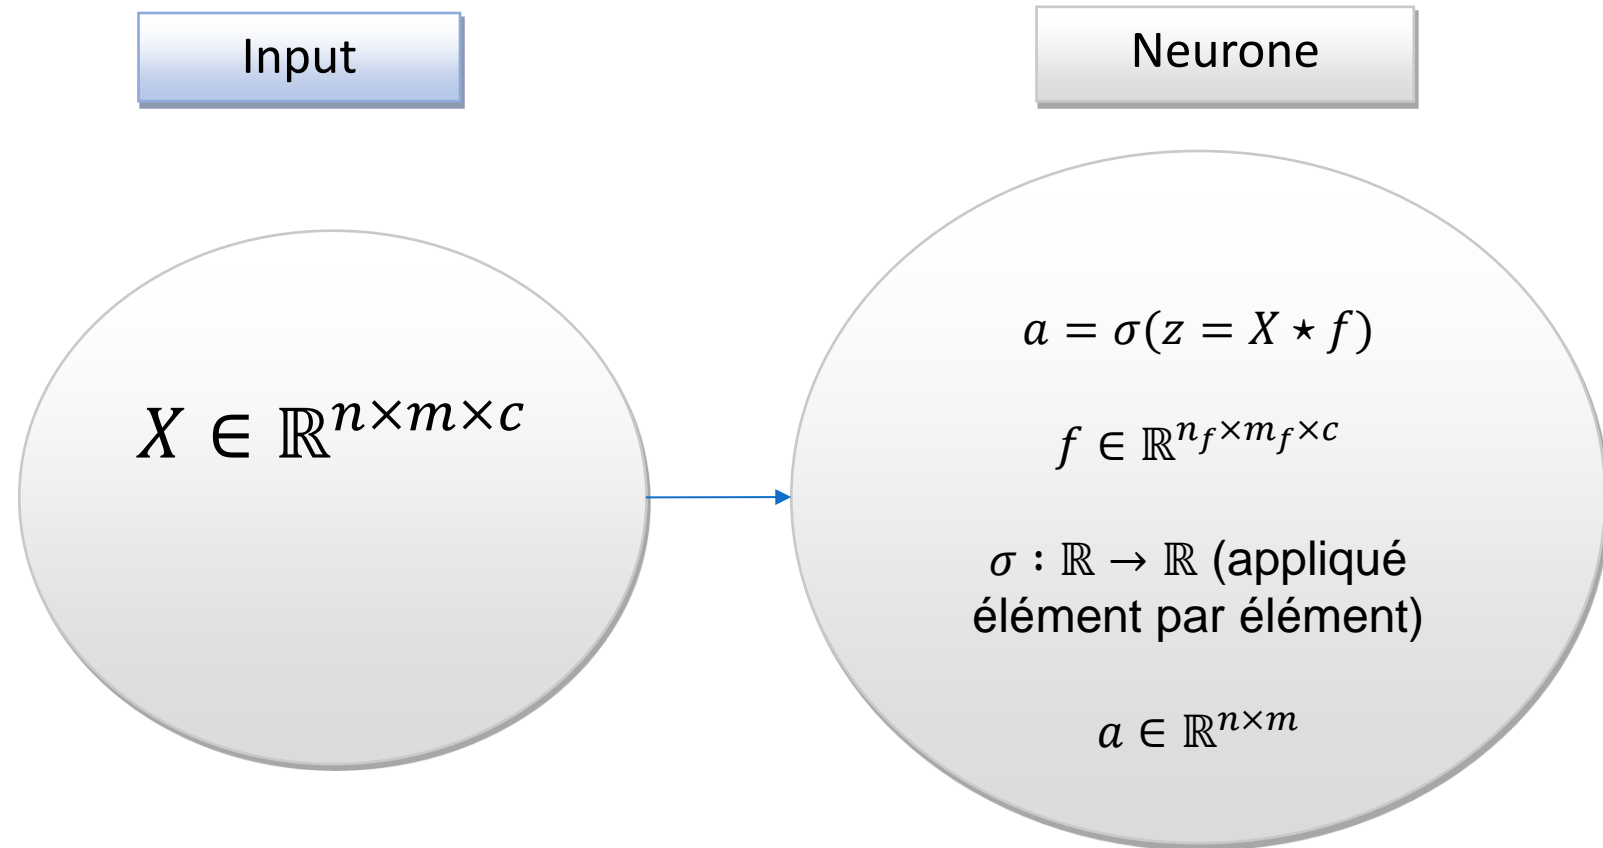 Input
Neurone
X ∈ ℝ^{n×m×c}
a = σ(z = X ⋆ f)
f ∈ ℝ^{n_f×m_f×c}
σ : ℝ → ℝ (appliqué
élément par élément)
a ∈ ℝ^{n×m}